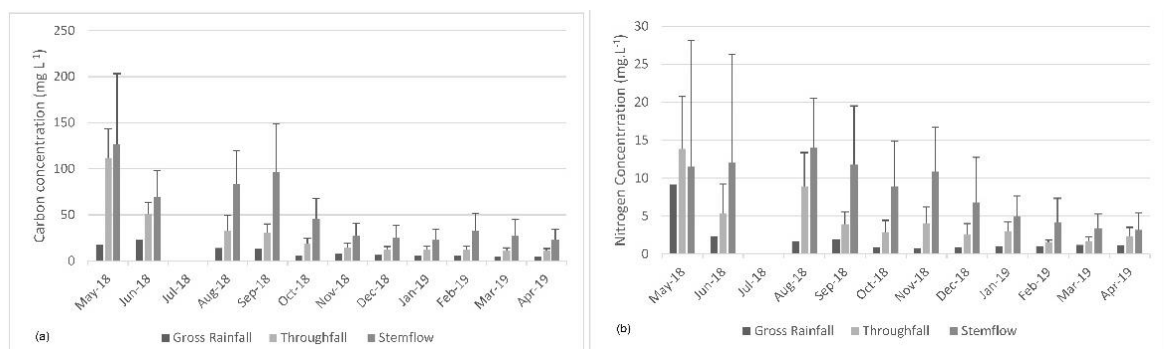 Carbon concentration (mg L¹)
250
200
150
100
50
0
May-18
Jun-18
Jul-18
Aug-18
Sep-18
Oct-18
Nov-18
Dec-18
Jan-19
Feb-19
Mar-19
Apr-19
(a)
Gross Rainfall Throughfall Stemflow
Nitrogen Concentrration (mg.L-¹)
30
25
20
15
10
5
0
May-18
Jun-18
Jul-18
Aug-18
Sep-18
Oct-18
Nov-18
Dec-18
Jan-19
Feb-19
Mar-19
Apr-19
(b)
Gross Rainfall Throughfall Stemflow